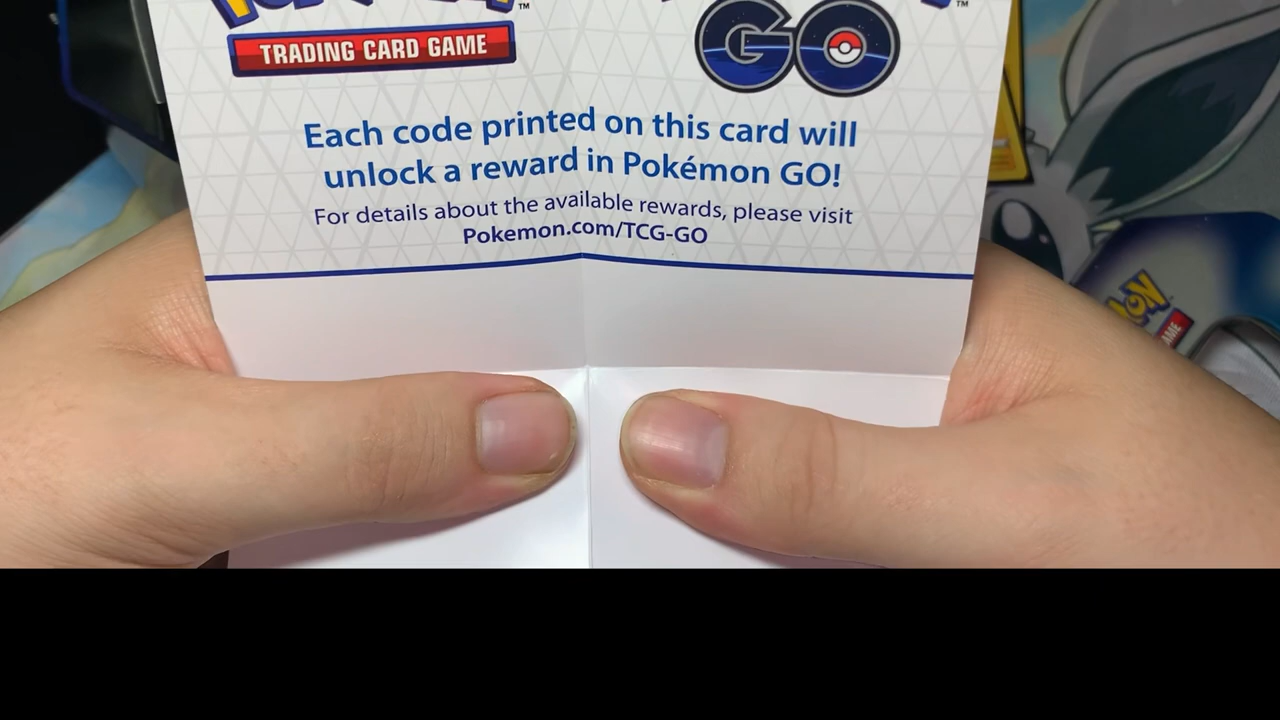 TRADING CARD GAME
GO
Each code printed on this card will
unlock a reward in Pokémon GO!
For details about the available rewards, please visit
Pokemon.com/TCG-GO